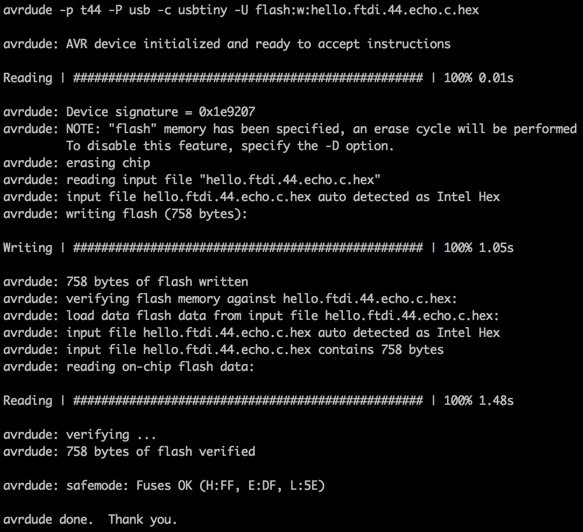 avrdude -p t44 -P usb -c usbtiny -U flash:w:hello.ftdi.44.echo.c.hex
avrdude: AVR device initialized and ready to accept instructions
Reading | ################################################## | 100% 0.01s
avrdude: Device signature = 0x1e9207
avrdude: NOTE: "flash" memory has been specified, an erase cycle will be performed
         To disable this feature, specify the -D option.
avrdude: erasing chip
avrdude: reading input file "hello.ftdi.44.echo.c.hex"
avrdude: input file hello.ftdi.44.echo.c.hex auto detected as Intel Hex
avrdude: writing flash (758 bytes):
Writing | ################################################## | 100% 1.05s
avrdude: 758 bytes of flash written
avrdude: verifying flash memory against hello.ftdi.44.echo.c.hex:
avrdude: load data flash data from input file hello.ftdi.44.echo.c.hex:
avrdude: input file hello.ftdi.44.echo.c.hex auto detected as Intel Hex
avrdude: input file hello.ftdi.44.echo.c.hex contains 758 bytes
avrdude: reading on-chip flash data:
Reading | ################################################## | 100% 1.48s
avrdude: verifying ...
avrdude: 758 bytes of flash verified
avrdude: safemode: Fuses OK (H:FF, E:DF, L:5E)
avrdude done.  Thank you.